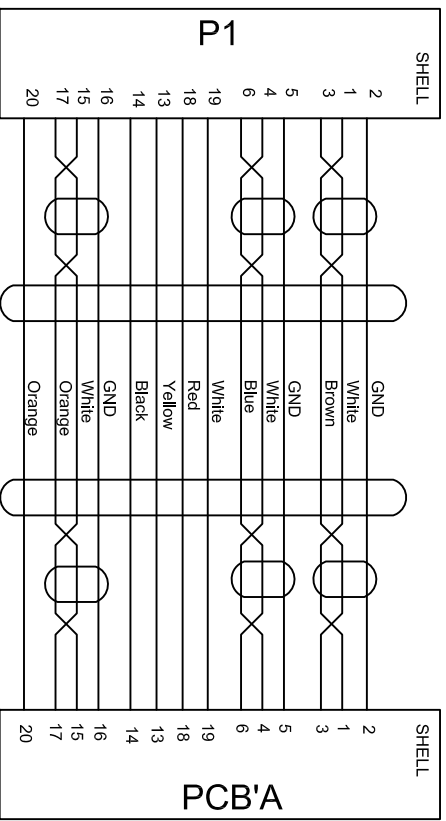 P1
SHELL
2
1
3
5
4
6
19
18
13
14
16
15
17
20
GND
White
Brown
GND
White
Blue
White
Red
Yellow
Black
GND
White
Orange
Orange
SHELL
2
1
3
5
4
6
19
18
13
14
16
15
17
20
PCB'A